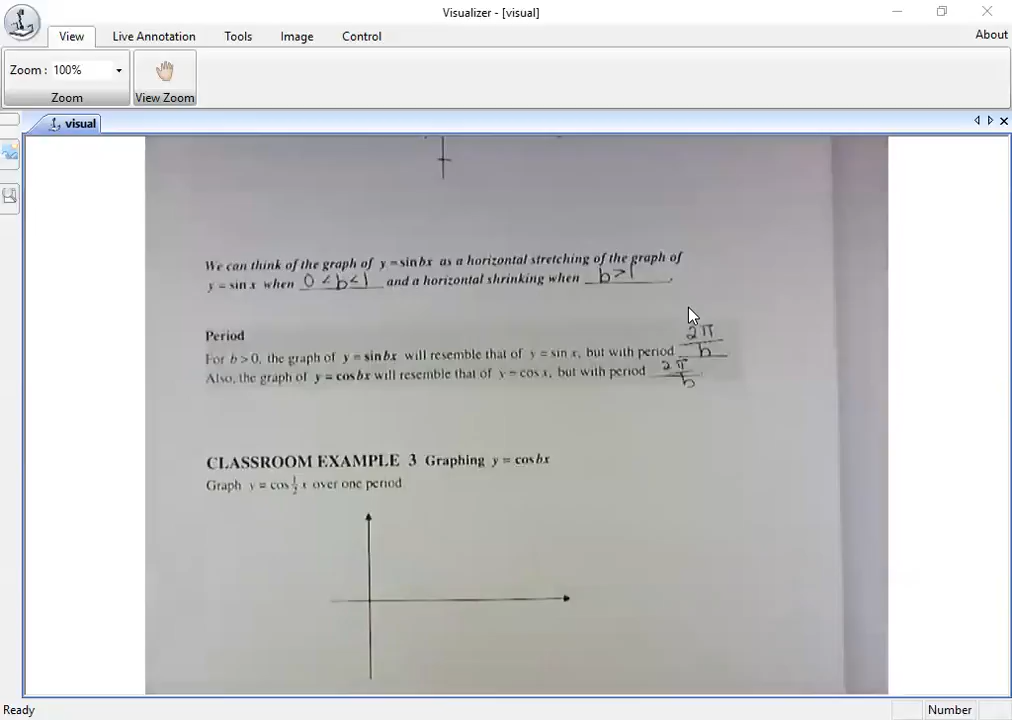 Visualizer - [visual]
View Live Annotation Tools Image Control About
Zoom : 100%
Zoom View Zoom
visual
We can think of the graph of y = sin bx as a horizontal stretching of the graph of
y = sin x when 0 < b < 1 and a horizontal shrinking when b > 1.
Period
For b > 0, the graph of y = sin bx will resemble that of y = sin x, but with period 2π/b
Also, the graph of y = cos bx will resemble that of y = cos x, but with period 2π/b.
CLASSROOM EXAMPLE 3 Graphing y = cos bx
Graph y = cos ½ x over one period
Ready Number